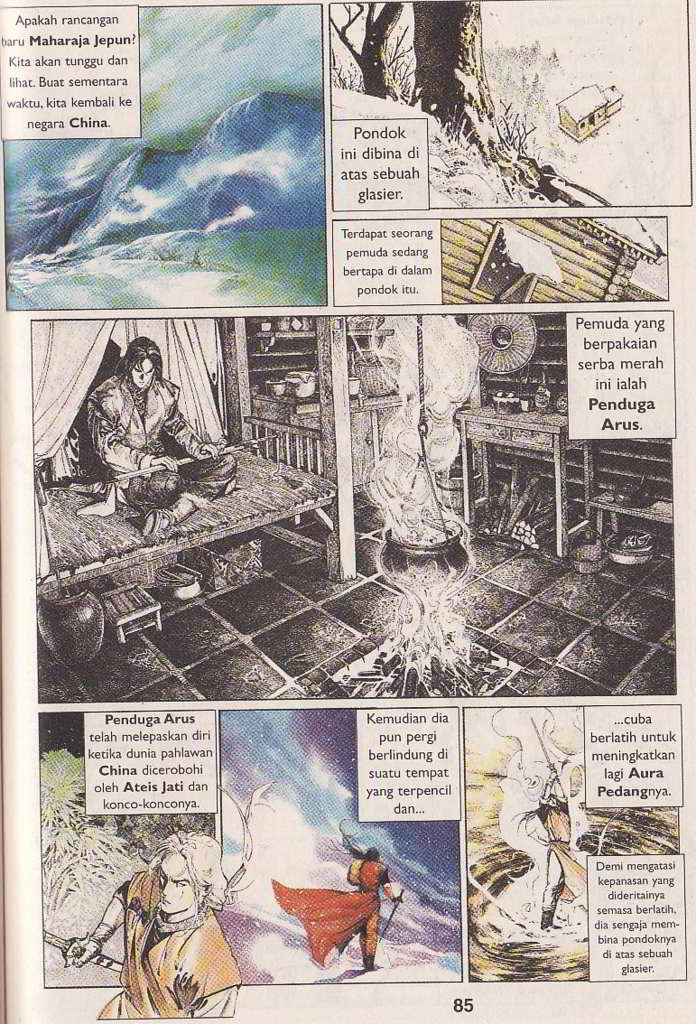 Apakah rancangan
baru Maharaja Jepun?
Kita akan tunggu dan
lihat. Buat sementara
waktu, kita kembali ke
negara China.
Pondok
ini dibina di
atas sebuah
glasier.
Terdapat seorang
pemuda sedang
bertapa di dalam
pondok itu.
Pemuda yang
berpakaian
serba merah
ini ialah
Penduga
Arus.
Penduga Arus
telah melepaskan diri
ketika dunia pahlawan
China dicerobohi
oleh Ateis Jati dan
konco-konconya.
Kemudian dia
pun pergi
berlindung di
suatu tempat
yang terpencil
dan...
...cuba
berlatih untuk
meningkatkan
lagi Aura
Pedangnya.
Demi mengatasi
kepanasan yang
dideritainya
semasa berlatih,
dia sengaja mem-
bina pondoknya
di atas sebuah
glasier.
85